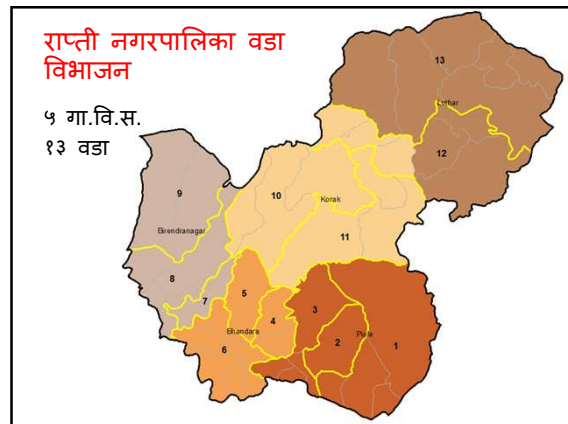 राप्ती नगरपालिका वडा
विभाजन
५ गा.वि.स.
१३ वडा
13
Lothar
12
9
10
Korak
Birendranagar
11
8
7
5
3
4
Bhandara
Piple
6
2
1